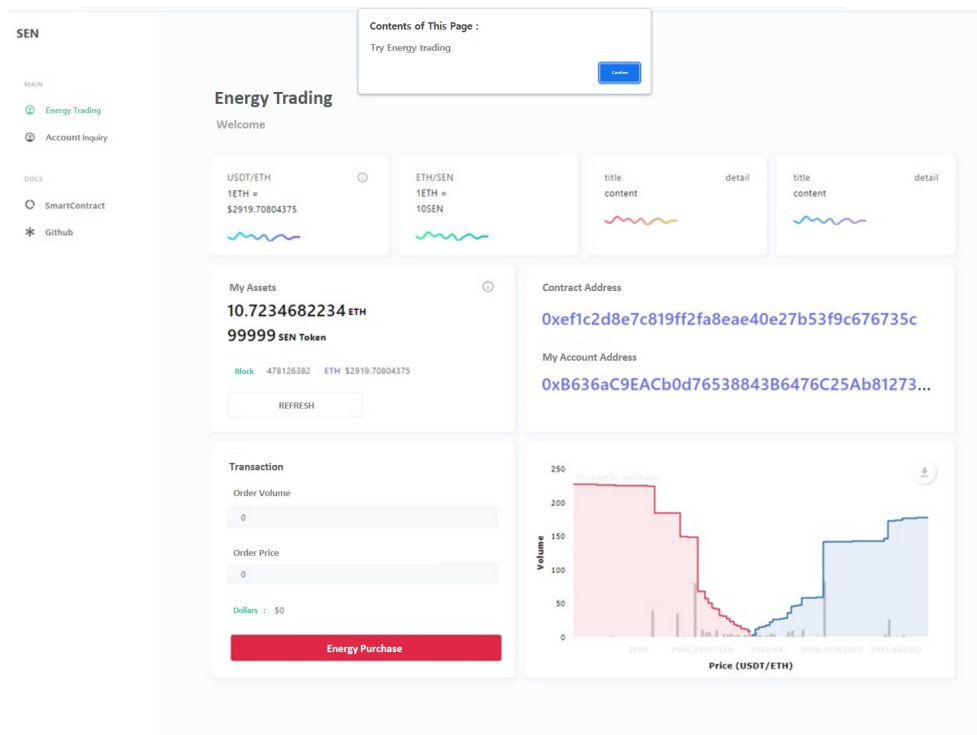 SEN
Contents of This Page :
Try Energy trading
Confirm
MAIN
Energy Trading
Account Inquiry
DOCS
SmartContract
Github
Energy Trading
Welcome
USDT/ETH
1ETH =
$2919.70804375
ETH/SEN
1ETH =
10SEN
title detail
content
title detail
content
My Assets
10.7234682234 ETH
99999 SEN Token
Block 478126382 ETH $2919.70804375
REFRESH
Contract Address
0xef1c2d8e7c819ff2fa8eae40e27b53f9c676735c
My Account Address
0xB636aC9EACb0d76538843B6476C25Ab81273...
Transaction
Order Volume
0
Order Price
0
Dollars : $0
Energy Purchase
250
200
150
100
50
0
Volume
2921.94
Price (USDT/ETH)